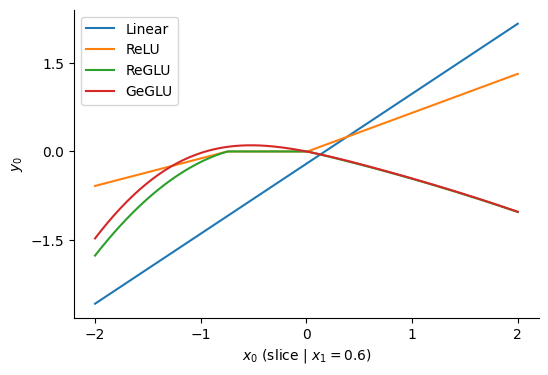 Linear
ReLU
ReGLU
GeGLU
1.5
0.0
−1.5
y₀
−2 −1 0 1 2
x₀ (slice | x₁ = 0.6)